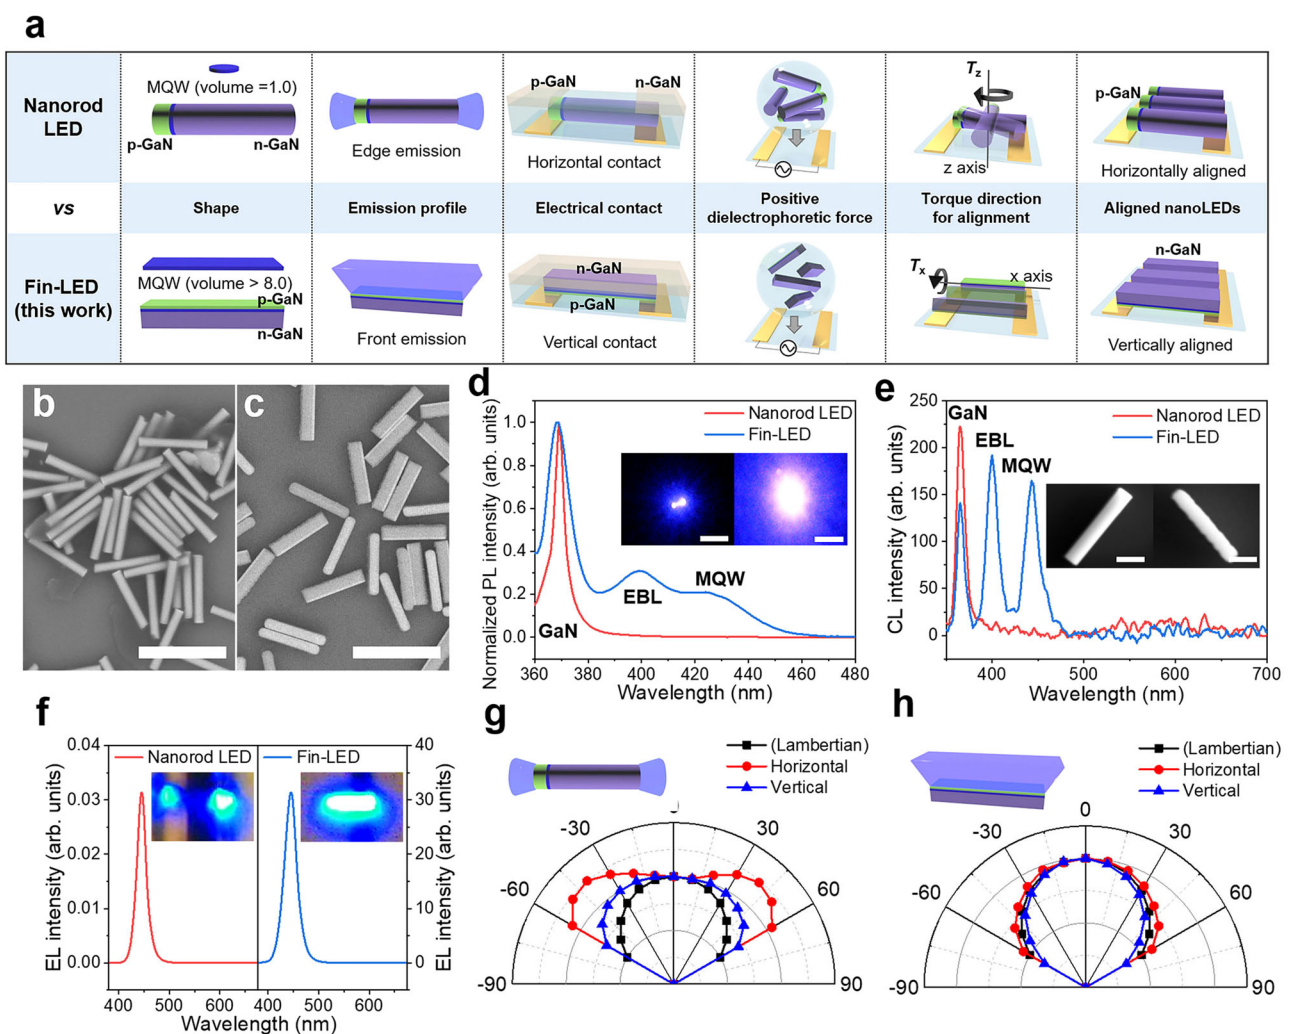 a
Nanorod
LED
MQW (volume =1.0)
p-GaN
n-GaN
Edge emission
p-GaN
n-GaN
Horizontal contact
Tz
z axis
p-GaN
Horizontally aligned
vs
Shape
Emission profile
Electrical contact
Positive
dielectrophoretic force
Torque direction
for alignment
Aligned nanoLEDs
Fin-LED
(this work)
MQW (volume > 8.0)
p-GaN
n-GaN
Front emission
n-GaN
p-GaN
Vertical contact
Tx
x axis
n-GaN
Vertically aligned
b
c
d
Normalized PL intensity (arb. units)
1.0
0.8
0.6
0.4
0.2
0.0
Nanorod LED
Fin-LED
EBL
MQW
GaN
360
380
400
420
440
460
480
Wavelength (nm)
e
CL intensity (arb. units)
250
200
150
100
50
0
GaN
EBL
MQW
Nanorod LED
Fin-LED
400
500
600
700
Wavelength (nm)
f
EL intensity (arb. units)
0.04
0.03
0.02
0.01
0.00
Nanorod LED
Fin-LED
40
30
20
10
0
EL intensity (arb. units)
400
500
600
400
500
600
Wavelength (nm)
g
(Lambertian)
Horizontal
Vertical
-90
-60
-30
30
60
90
h
(Lambertian)
Horizontal
Vertical
-90
-60
-30
0
30
60
90